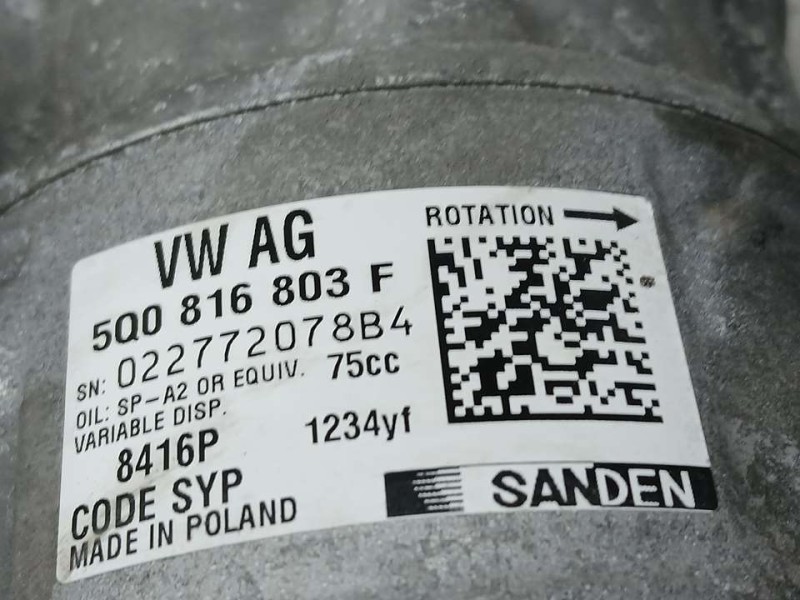 VW AG
ROTATION
5Q0 816 803 F
SN: 022772078B4
OIL: SP-A2 OR EQUIV. 75cc
VARIABLE DISP.
8416P 1234yf
CODE SYP
MADE IN POLAND
SANDEN